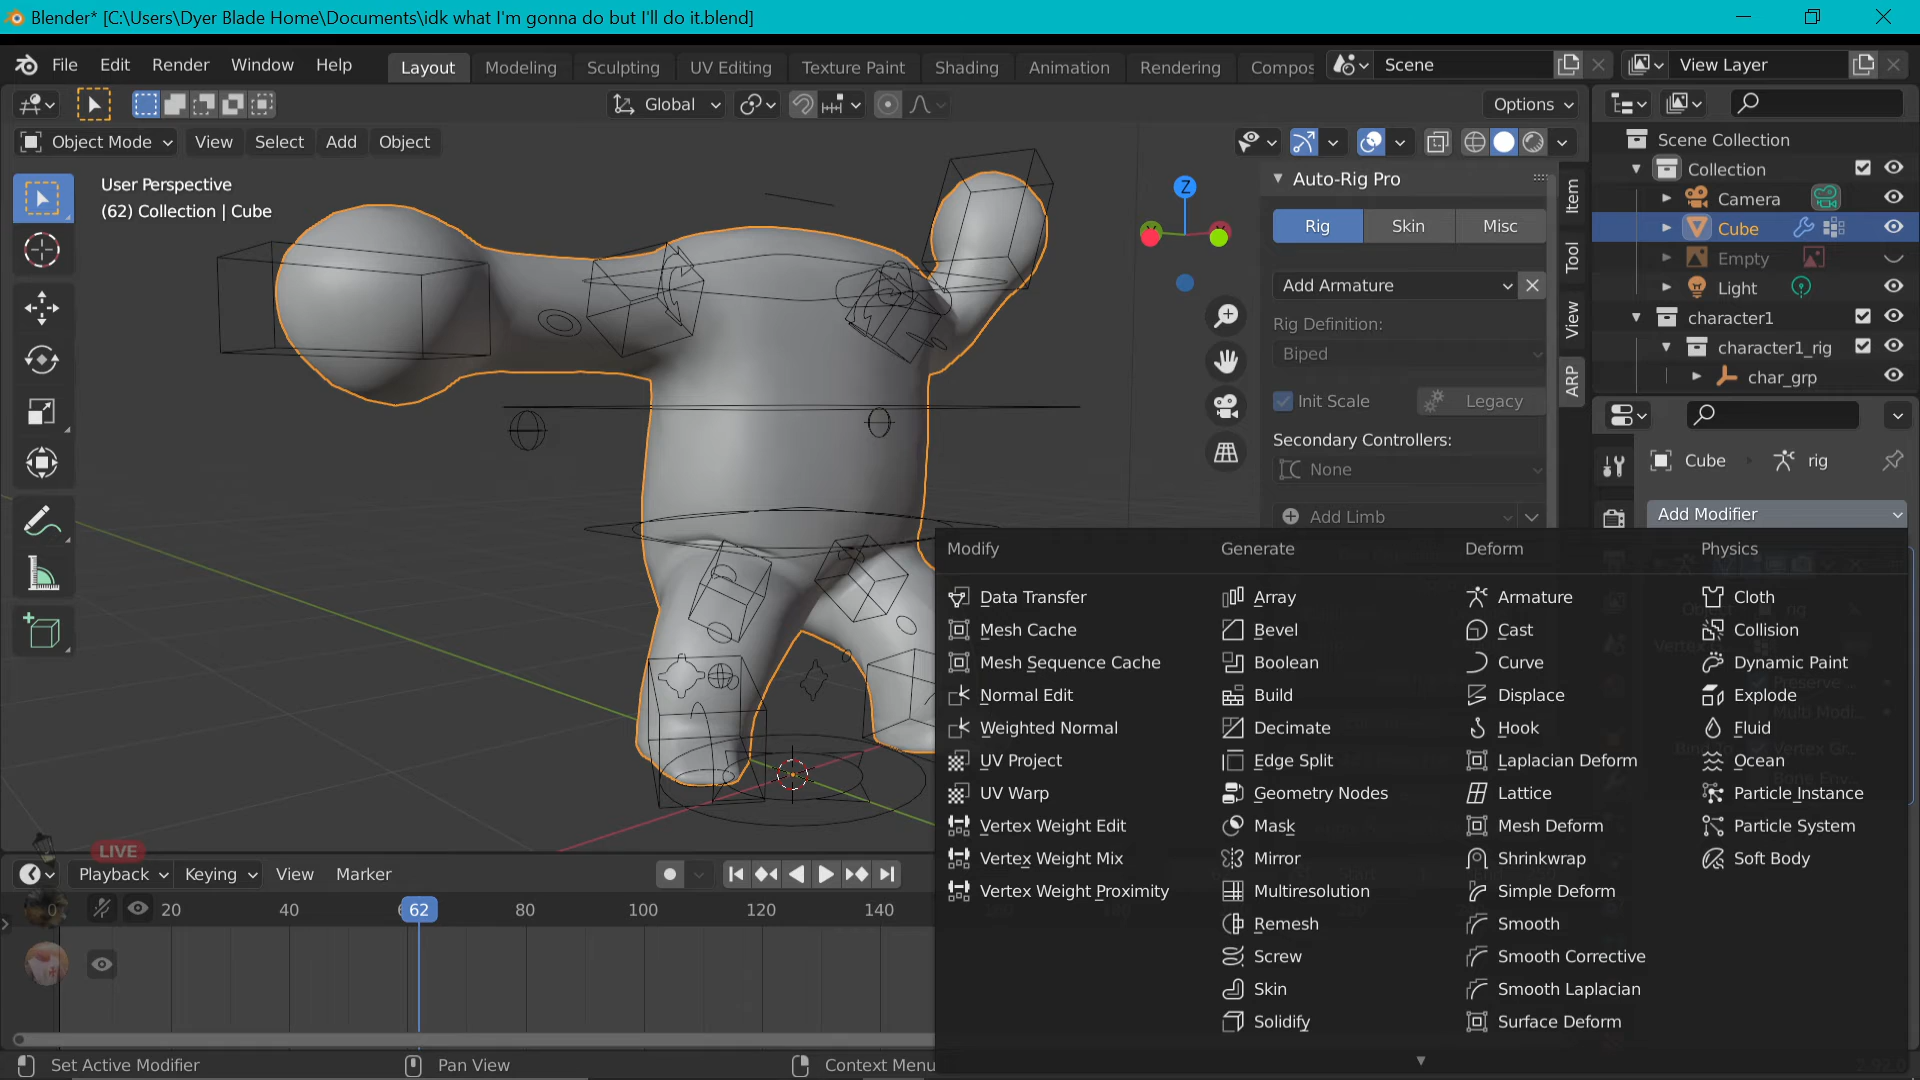 Blender* [C:\Users\Dyer Blade Home\Documents\idk what I'm gonna do but I'll do it.blend]
File Edit Render Window Help Layout Modeling Sculpting UV Editing Texture Paint Shading Animation Rendering Compos Scene View Layer
Global Options
Object Mode View Select Add Object
User Perspective
(62) Collection | Cube
Z
Auto-Rig Pro
Rig Skin Misc
Add Armature
Rig Definition:
Biped
Init Scale Legacy
Secondary Controllers:
None
Add Limb
Item
Tool
View
ARP
Scene Collection
Collection
Camera
Cube
Empty
Light
character1
character1_rig
char_grp
Cube rig
Add Modifier
Modify
Data Transfer
Mesh Cache
Mesh Sequence Cache
Normal Edit
Weighted Normal
UV Project
UV Warp
Vertex Weight Edit
Vertex Weight Mix
Vertex Weight Proximity
Generate
Array
Bevel
Boolean
Build
Decimate
Edge Split
Geometry Nodes
Mask
Mirror
Multiresolution
Remesh
Screw
Skin
Solidify
Deform
Armature
Cast
Curve
Displace
Hook
Laplacian Deform
Lattice
Mesh Deform
Shrinkwrap
Simple Deform
Smooth
Smooth Corrective
Smooth Laplacian
Surface Deform
Physics
Cloth
Collision
Dynamic Paint
Explode
Fluid
Ocean
Particle Instance
Particle System
Soft Body
LIVE
Playback Keying View Marker
0 20 40 62 80 100 120 140
Set Active Modifier Pan View Context Menu